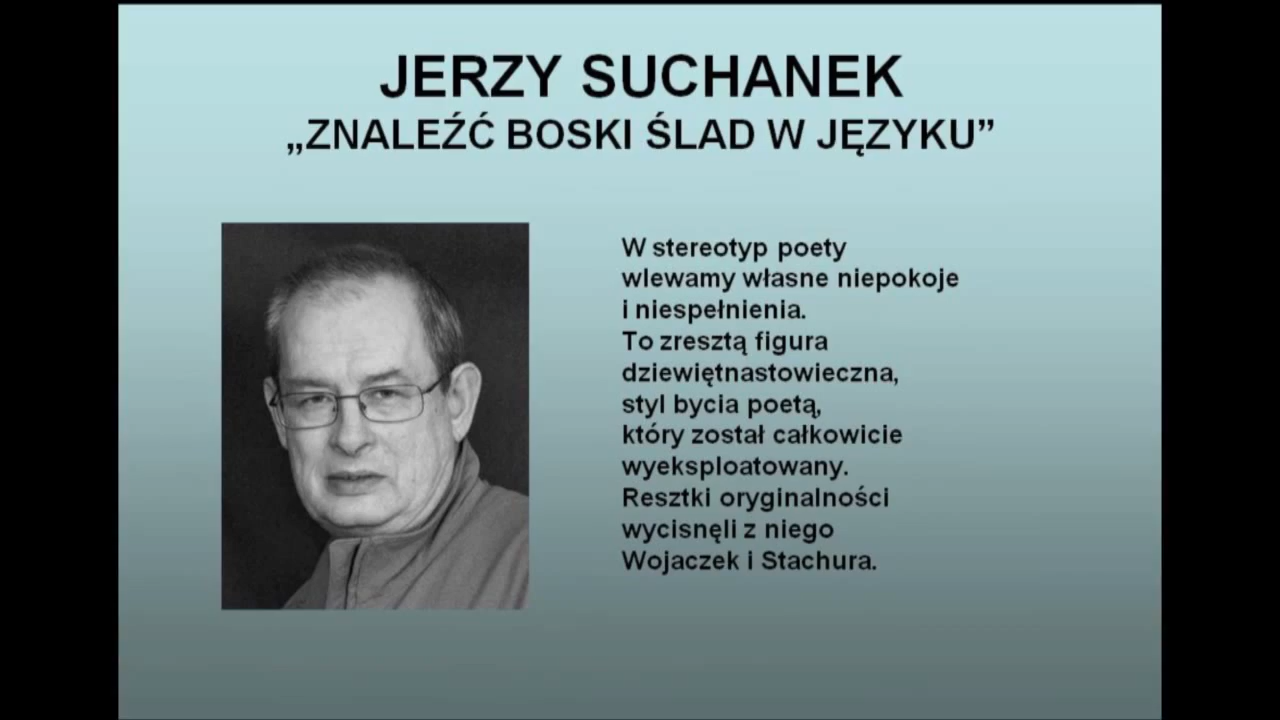 JERZY SUCHANEK
„ZNALEŹĆ BOSKI ŚLAD W JĘZYKU”
W stereotyp poety
wlewamy własne niepokoje
i niespełnienia.
To zresztą figura
dziewiętnastowieczna,
styl bycia poetą,
który został całkowicie
wyeksploatowany.
Resztki oryginalności
wycisnęli z niego
Wojaczek i Stachura.